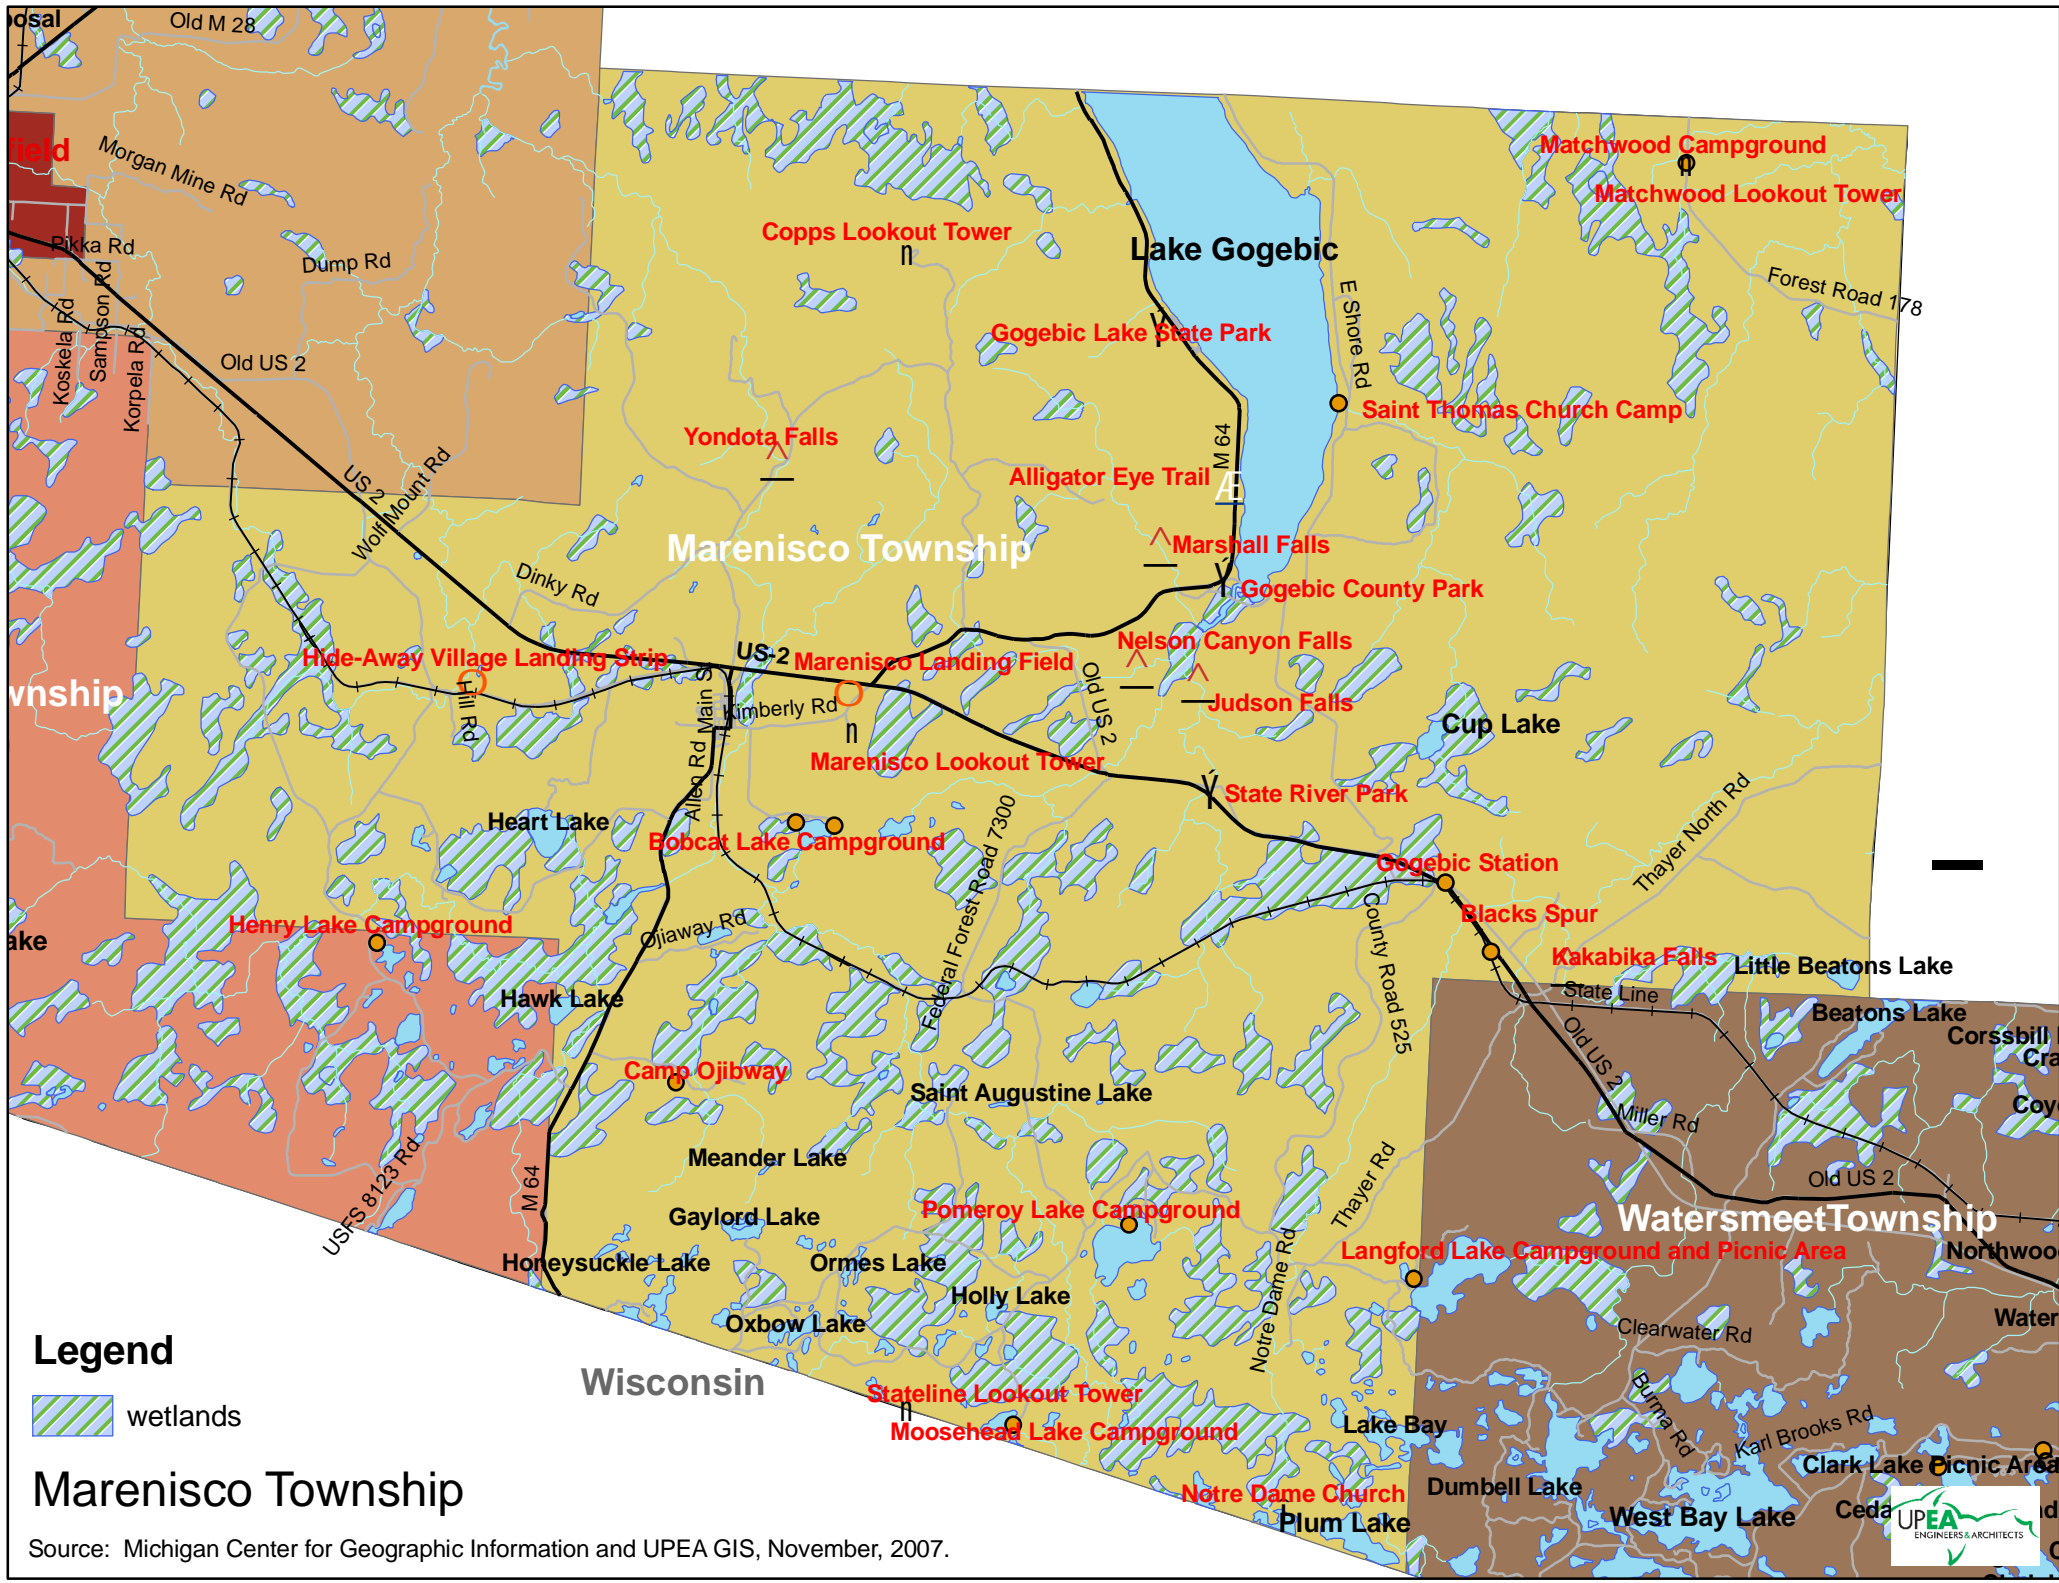 Old M 28
Morgan Mine Rd
Pikka Rd
Dump Rd
Koskela Rd
Sampson Rd
Korpela Rd
Old US 2
US 2
Wolf Mount Rd
Copps Lookout Tower
n
Lake Gogebic
Matchwood Campground
n
Matchwood Lookout Tower
Forest Road 178
Gogebic Lake State Park
E Shore Rd
Saint Thomas Church Camp
Yondota Falls
M 64
Alligator Eye Trail
Æ
Marenisco Township
Marshall Falls
Gogebic County Park
Dinky Rd
Hide-Away Village Landing Strip
US-2
Marenisco Landing Field
Nelson Canyon Falls
Hill Rd
Main S
Kimberly Rd
n
Old US 2
Judson Falls
Cup Lake
Marenisco Lookout Tower
Allen Rd
State River Park
Heart Lake
Bobcat Lake Campground
Federal Forest Road 7300
Thayer North Rd
Gogebic Station
Henry Lake Campground
Ojiaway Rd
County Road 525
Blacks Spur
Kakabika Falls
Little Beatons Lake
State Line
Hawk Lake
Beatons Lake
Old US 2
Camp Ojibway
Saint Augustine Lake
Miller Rd
Meander Lake
USFS 8123 Rd
M 64
Thayer Rd
Old US 2
Gaylord Lake
Pomeroy Lake Campground
WatersmeetTownship
Honeysuckle Lake
Ormes Lake
Notre Dame Rd
Langford Lake Campground and Picnic Area
Holly Lake
Oxbow Lake
Clearwater Rd
Legend
Wisconsin
Stateline Lookout Tower
n
wetlands
Moosehead Lake Campground
Lake Bay
Burma Rd
Karl Brooks Rd
Clark Lake Picnic Area
Marenisco Township
Notre Dame Church
Dumbell Lake
Plum Lake
West Bay Lake
UPEA
ENGINEERS & ARCHITECTS
Source: Michigan Center for Geographic Information and UPEA GIS, November, 2007.